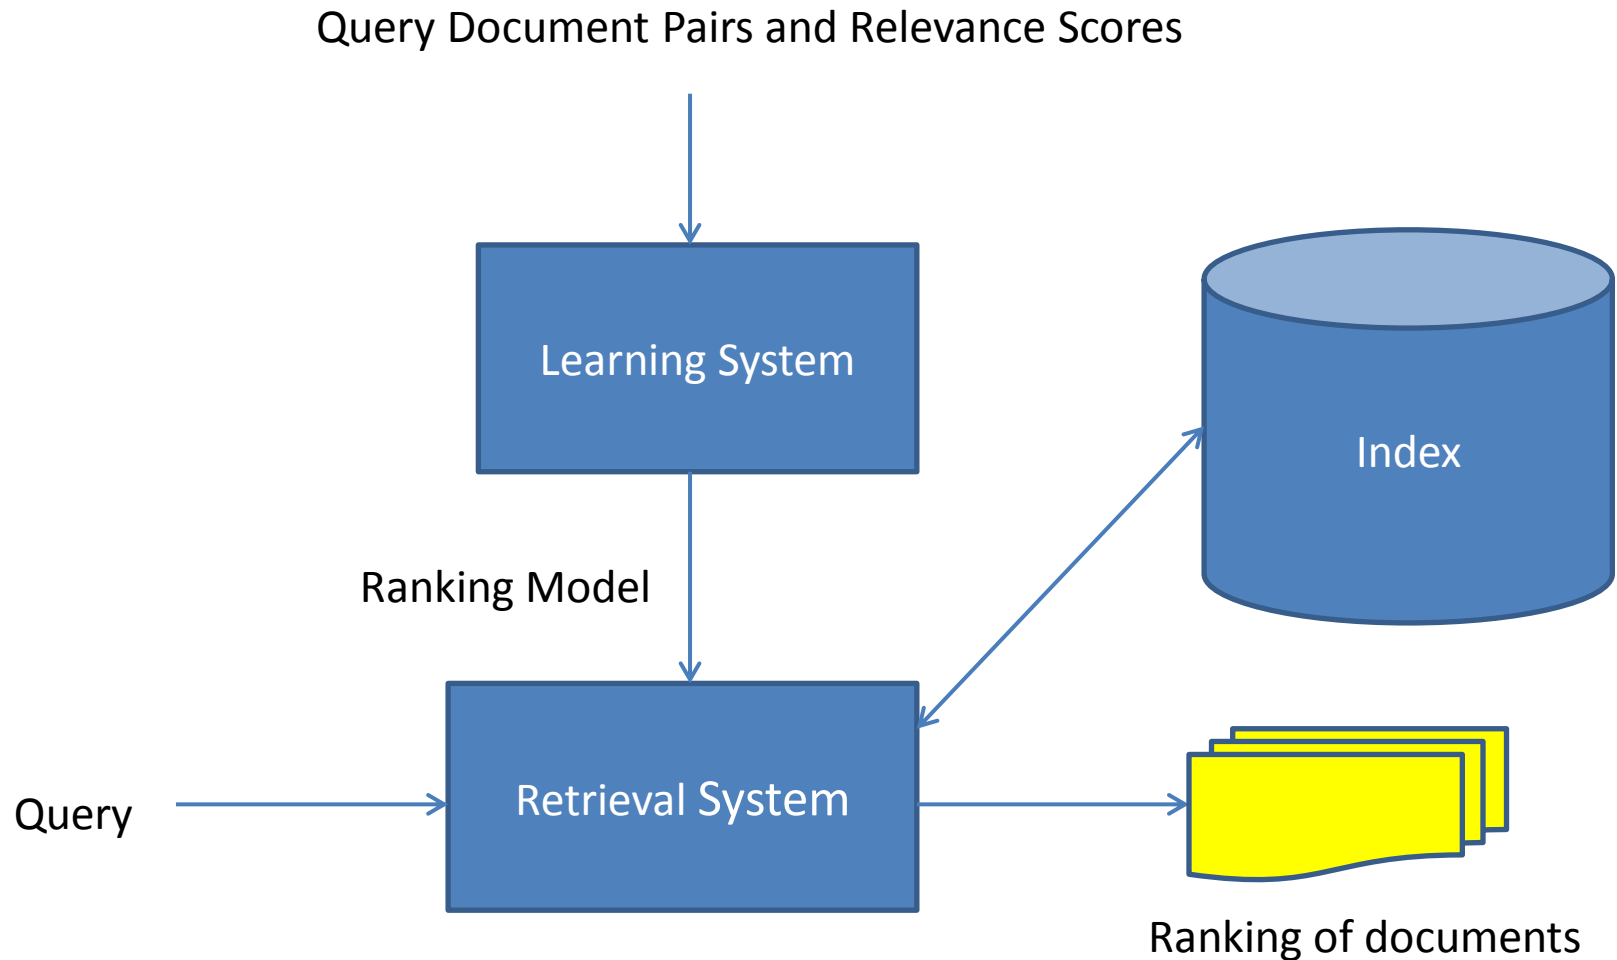 Query Document Pairs and Relevance Scores
Learning System
Index
Ranking Model
Retrieval System
Query
Ranking of documents